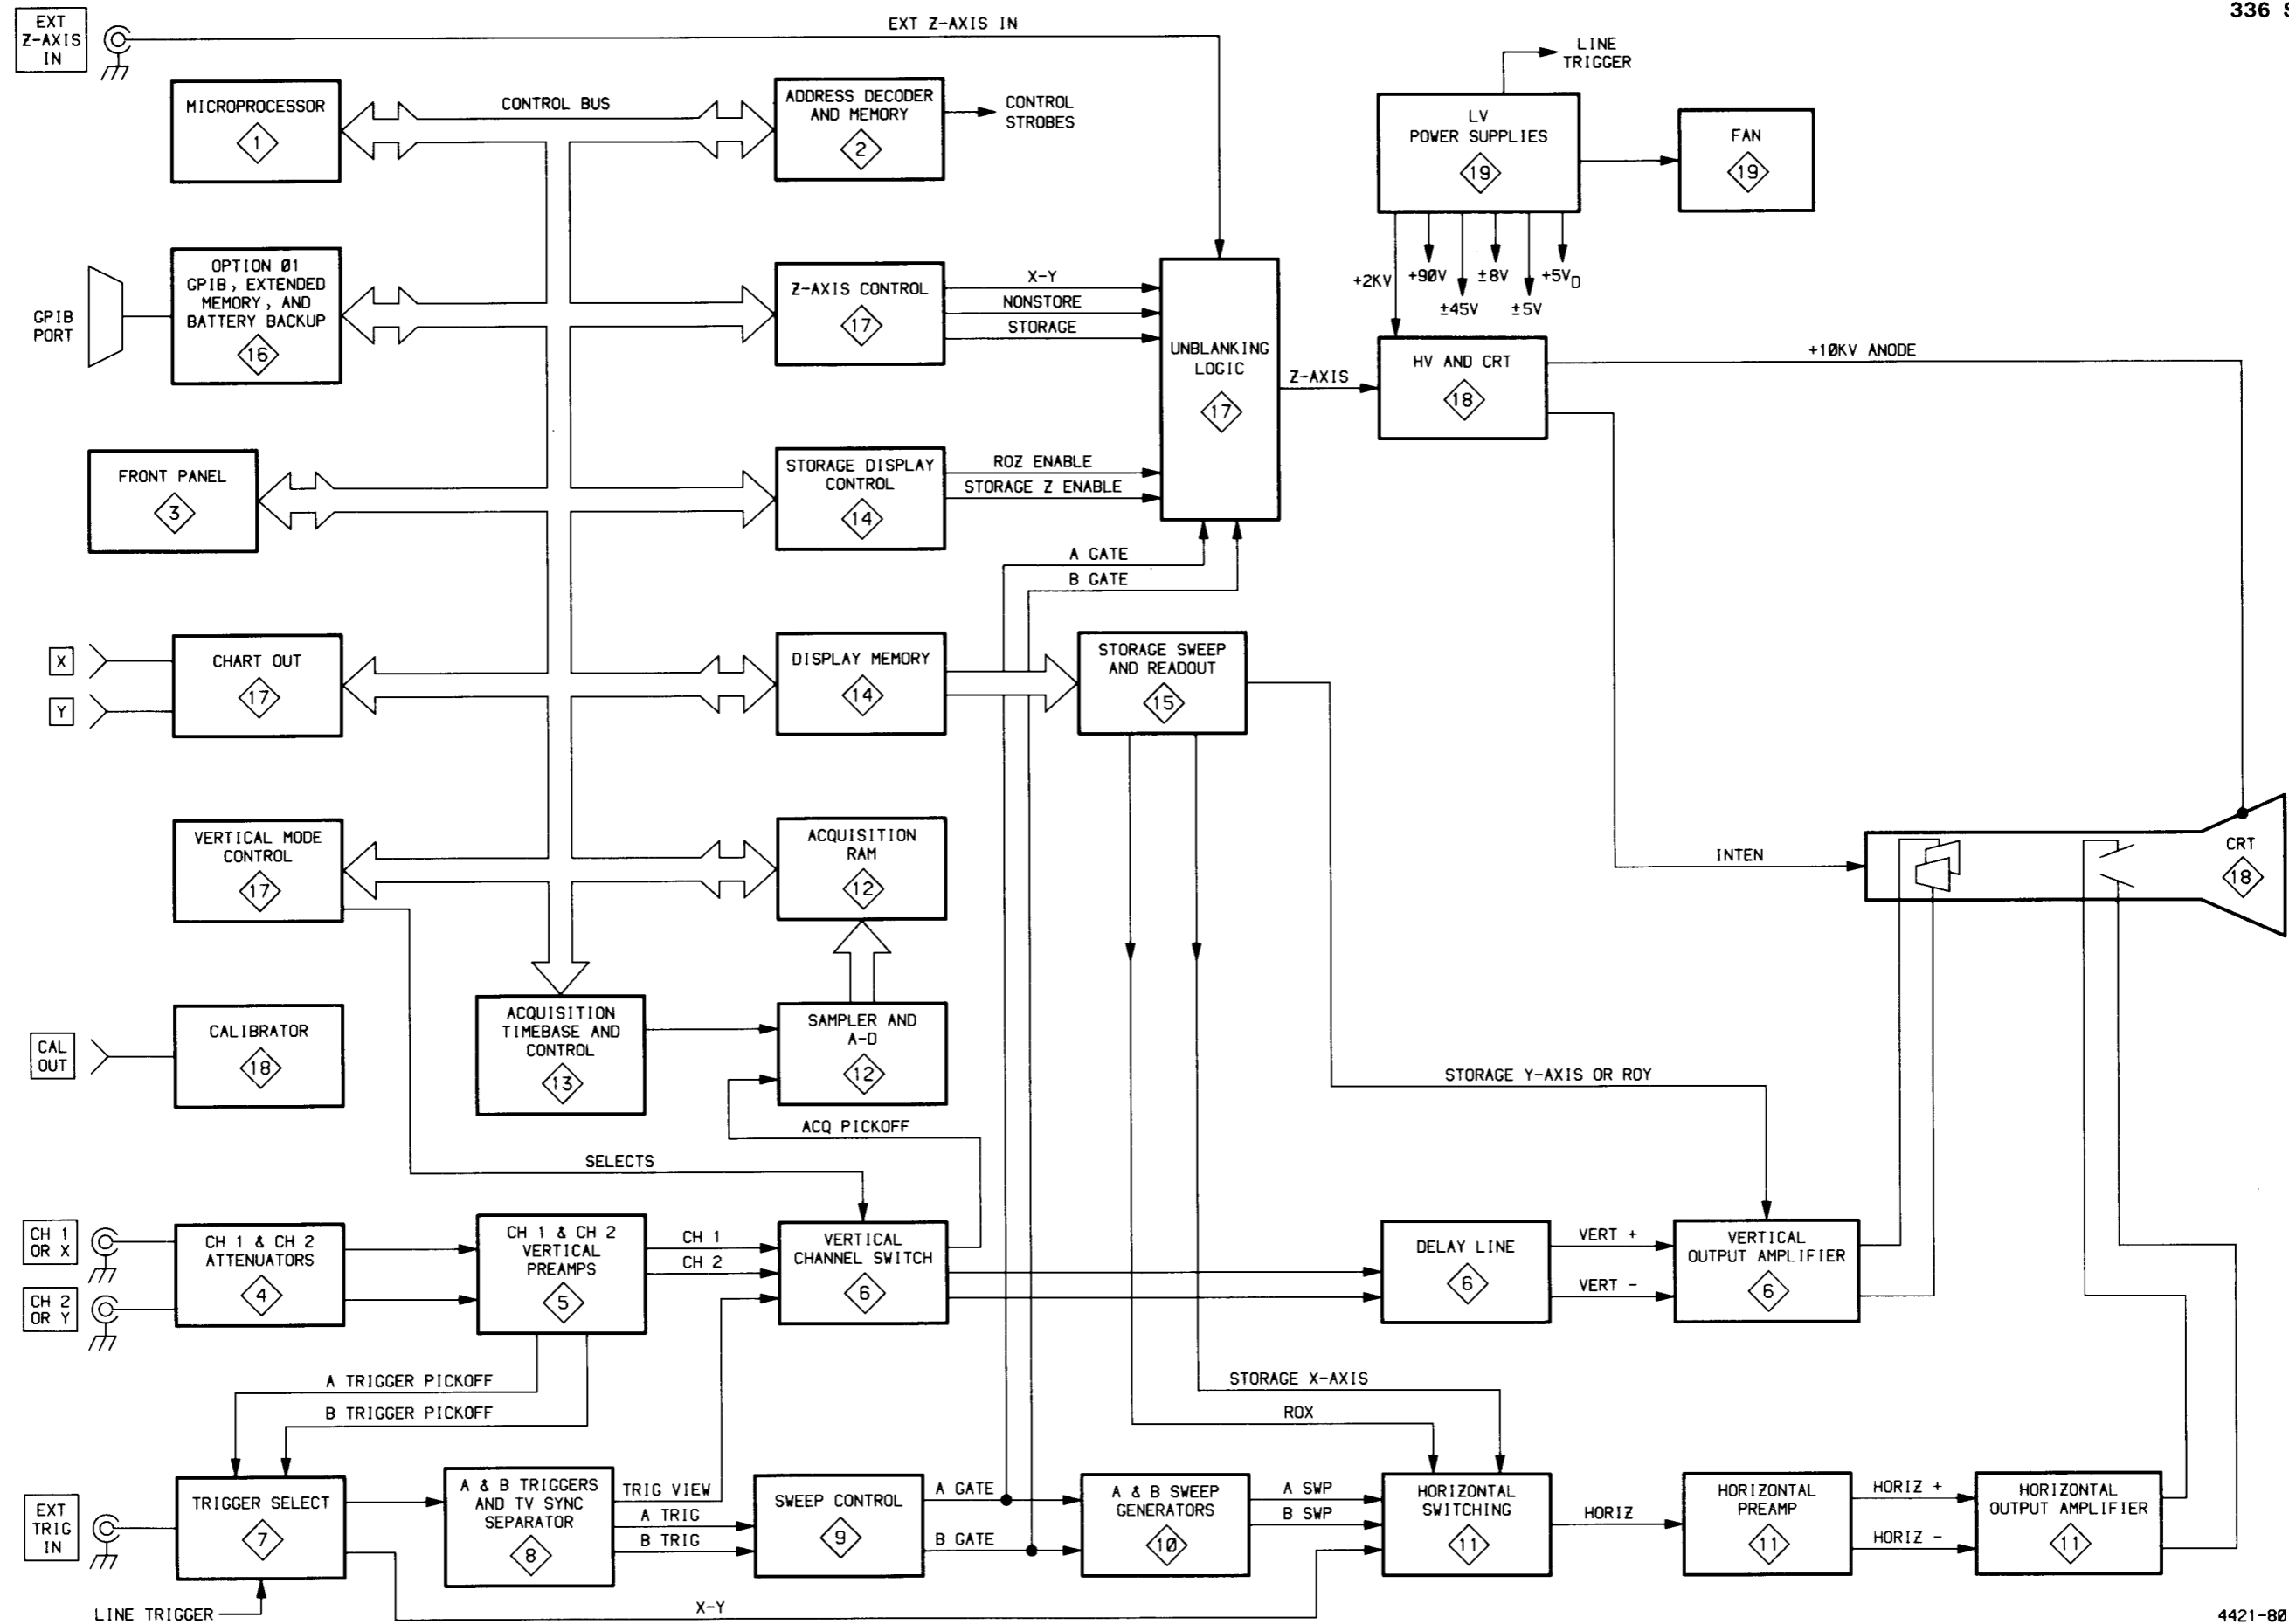 336 S
EXT
Z-AXIS
IN
EXT Z-AXIS IN
LINE
TRIGGER
MICROPROCESSOR
1
CONTROL BUS
ADDRESS DECODER
AND MEMORY
2
CONTROL
STROBES
LV
POWER SUPPLIES
19
FAN
19
+2KV
+90V
±45V
±8V
±5V
+5VD
GPIB
PORT
OPTION 01
GPIB, EXTENDED
MEMORY, AND
BATTERY BACKUP
16
Z-AXIS CONTROL
17
X-Y
NONSTORE
STORAGE
UNBLANKING
LOGIC
17
Z-AXIS
HV AND CRT
18
+10KV ANODE
FRONT PANEL
3
STORAGE DISPLAY
CONTROL
14
ROZ ENABLE
STORAGE Z ENABLE
A GATE
B GATE
X
Y
CHART OUT
17
DISPLAY MEMORY
14
STORAGE SWEEP
AND READOUT
15
VERTICAL MODE
CONTROL
17
ACQUISITION
RAM
12
INTEN
CRT
18
CAL
OUT
CALIBRATOR
18
ACQUISITION
TIMEBASE AND
CONTROL
13
SAMPLER AND
A-D
12
STORAGE Y-AXIS OR ROY
ACQ PICKOFF
SELECTS
CH 1
OR X
CH 2
OR Y
CH 1 & CH 2
ATTENUATORS
4
CH 1 & CH 2
VERTICAL
PREAMPS
5
CH 1
CH 2
VERTICAL
CHANNEL SWITCH
6
DELAY LINE
6
VERT +
VERT -
VERTICAL
OUTPUT AMPLIFIER
6
A TRIGGER PICKOFF
B TRIGGER PICKOFF
STORAGE X-AXIS
ROX
EXT
TRIG
IN
TRIGGER SELECT
7
A & B TRIGGERS
AND TV SYNC
SEPARATOR
8
TRIG VIEW
A TRIG
B TRIG
SWEEP CONTROL
9
A GATE
B GATE
A & B SWEEP
GENERATORS
10
A SWP
B SWP
HORIZONTAL
SWITCHING
11
HORIZ
HORIZONTAL
PREAMP
11
HORIZ +
HORIZ -
HORIZONTAL
OUTPUT AMPLIFIER
11
LINE TRIGGER
X-Y
4421-80